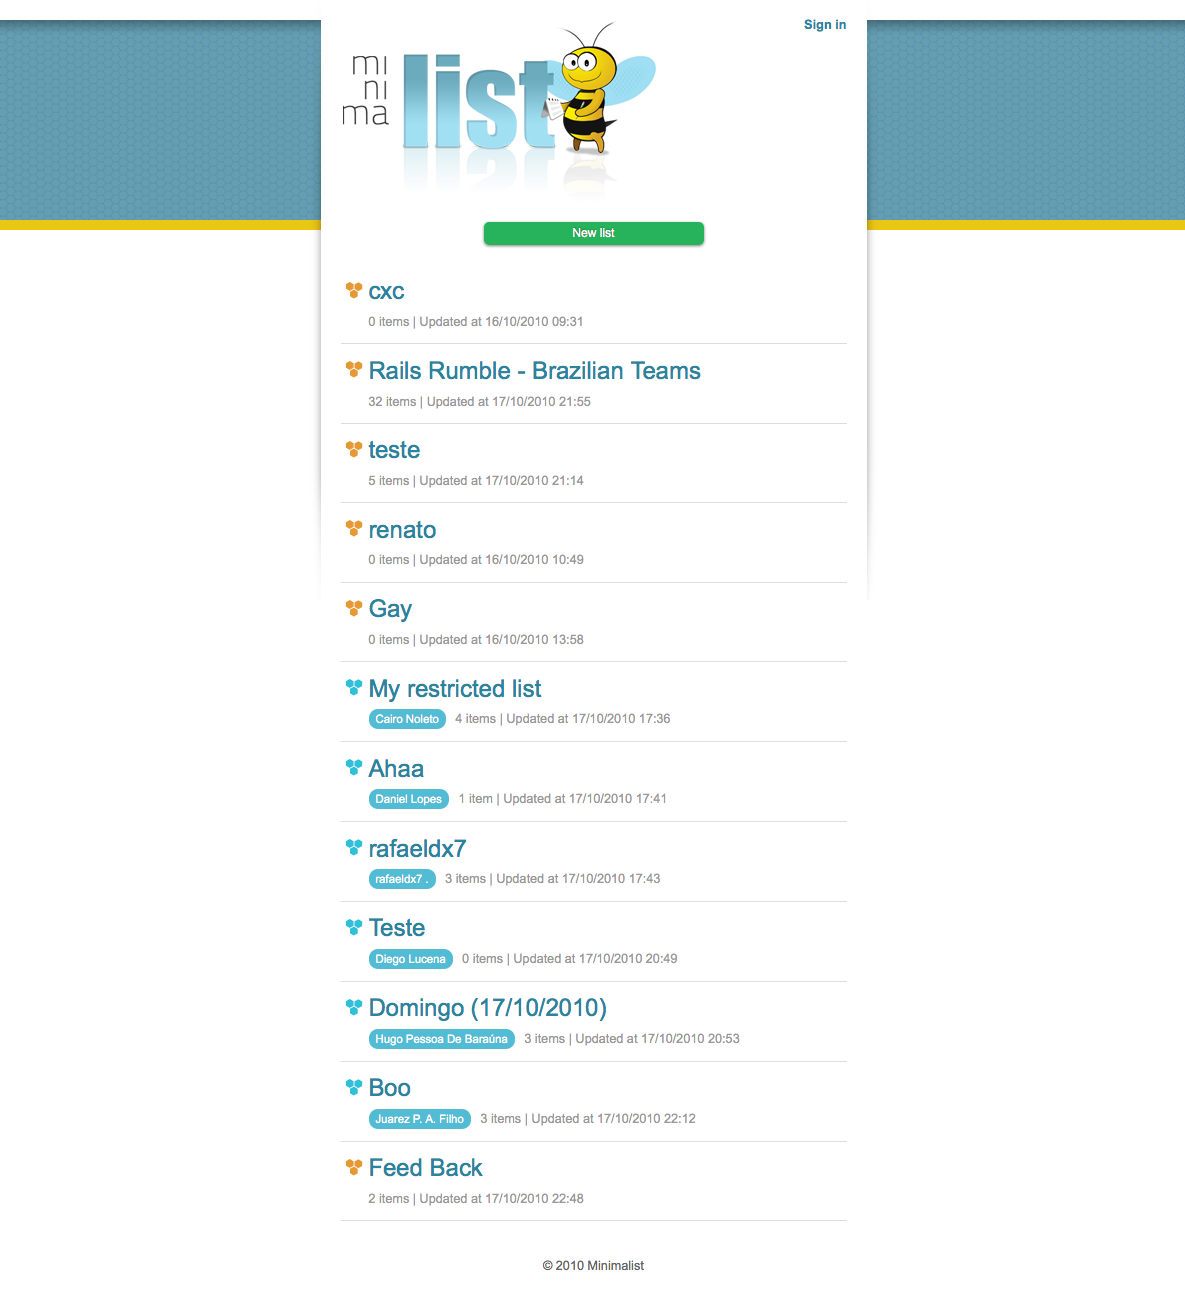 Sign in
mi
ni
ma
list
New list
cxc
0 items | Updated at 16/10/2010 09:31
Rails Rumble - Brazilian Teams
32 items | Updated at 17/10/2010 21:55
teste
5 items | Updated at 17/10/2010 21:14
renato
0 items | Updated at 16/10/2010 10:49
Gay
0 items | Updated at 16/10/2010 13:58
My restricted list
Cairo Noleto 4 items | Updated at 17/10/2010 17:36
Ahaa
Daniel Lopes 1 item | Updated at 17/10/2010 17:41
rafaeldx7
rafaeldx7 . 3 items | Updated at 17/10/2010 17:43
Teste
Diego Lucena 0 items | Updated at 17/10/2010 20:49
Domingo (17/10/2010)
Hugo Pessoa De Baraúna 3 items | Updated at 17/10/2010 20:53
Boo
Juarez P. A. Filho 3 items | Updated at 17/10/2010 22:12
Feed Back
2 items | Updated at 17/10/2010 22:48
© 2010 Minimalist